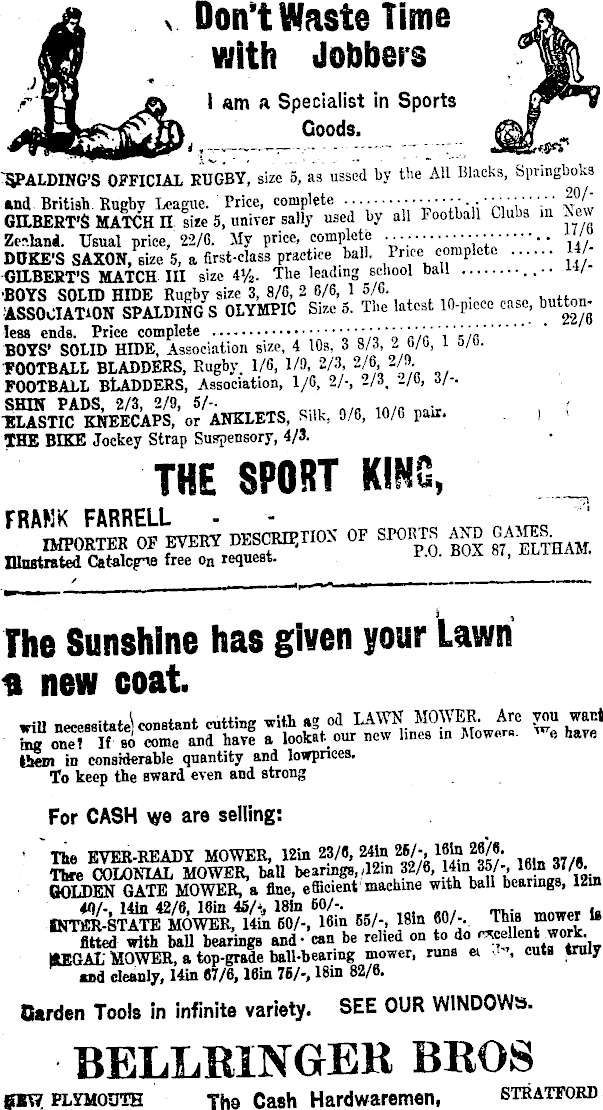 Don't Waste Time
with Jobbers
I am a Specialist in Sports
Goods.
SPALDING'S OFFICIAL RUGBY, size 5, as ussed by the All Blacks, Springboks
and British Rugby League. Price, complete .................................. 20/-
GILBERT'S MATCH II size 5, univer sally used by all Football Clubs in New
Zealand. Usual price, 22/6. My price, complete ........................ 17/6
DUKE'S SAXON, size 5, a first-class practice ball. Price complete ...... 14/-
GILBERT'S MATCH III size 4½. The leading school ball ............. 14/-
BOYS SOLID HIDE Rugby size 3, 8/6, 2 6/6, 1 5/6.
ASSOCIATION SPALDING S OLYMPIC Size 5. The latest 10-piece case, button-
less ends. Price complete ................................................ 22/6
BOYS' SOLID HIDE, Association size, 4 10s, 3 8/3, 2 6/6, 1 5/6.
FOOTBALL BLADDERS, Rugby, 1/6, 1/9, 2/3, 2/6, 2/9.
FOOTBALL BLADDERS, Association, 1/6, 2/-, 2/3, 2/6, 3/-.
SHIN PADS, 2/3, 2/9, 5/-.
ELASTIC KNEECAPS, or ANKLETS, Silk, 9/6, 10/6 pair.
THE BIKE Jockey Strap Suspensory, 4/3.
THE SPORT KING,
FRANK FARRELL - -
IMPORTER OF EVERY DESCRIPTION OF SPORTS AND GAMES.
Illustrated Catalogue free on request. P.O. BOX 87, ELTHAM.
The Sunshine has given your Lawn
a new coat.
will necessitate constant cutting with a g od LAWN MOWER. Are you want
ing one? If so come and have a lookat our new lines in Mowers. We have
them in considerable quantity and lowprices.
To keep the sward even and strong
For CASH we are selling:
The EVER-READY MOWER, 12in 23/6, 24in 25/-, 16in 26/6.
Thre COLONIAL MOWER, ball bearings, 12in 32/6, 14in 35/-, 16in 37/6.
GOLDEN GATE MOWER, a fine, efficient machine with ball bearings, 12in
40/-, 14in 42/6, 16in 45/-, 18in 50/-.
INTER-STATE MOWER, 14in 50/-, 16in 55/-, 18in 60/-. This mower is
fitted with ball bearings and can be relied on to do excellent work.
REGAL MOWER, a top-grade ball-bearing mower, runs cuts truly
and cleanly, 14in 67/6, 16in 75/-, 18in 82/6.
Garden Tools in infinite variety. SEE OUR WINDOWS.
BELLRINGER BROS
NEW PLYMOUTH The Cash Hardwaremen, STRATFORD